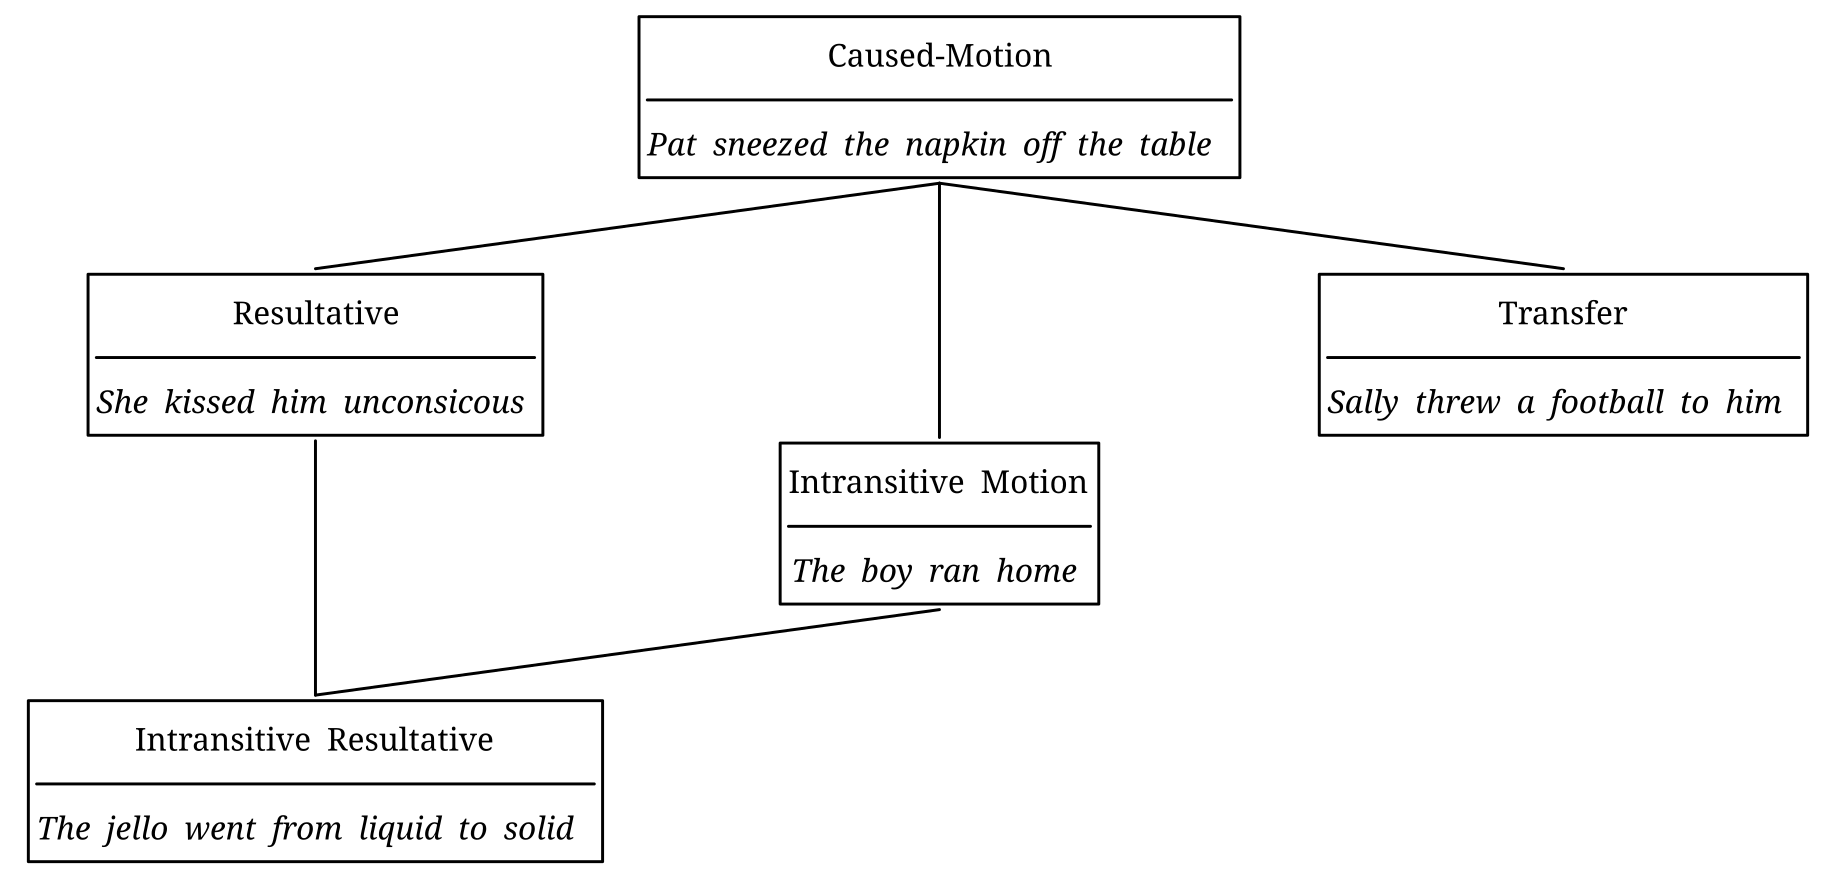 Caused-Motion
Pat sneezed the napkin off the table
Resultative
She kissed him unconsicous
Transfer
Sally threw a football to him
Intransitive Motion
The boy ran home
Intransitive Resultative
The jello went from liquid to solid